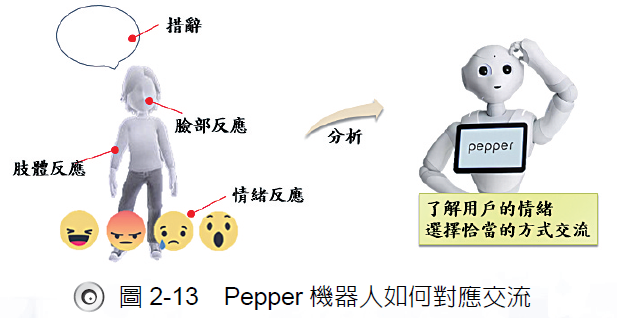 措辭
臉部反應
肢體反應
情緒反應
分析
pepper
了解用戶的情緒
選擇恰當的方式交流
圖 2-13 Pepper 機器人如何對應交流